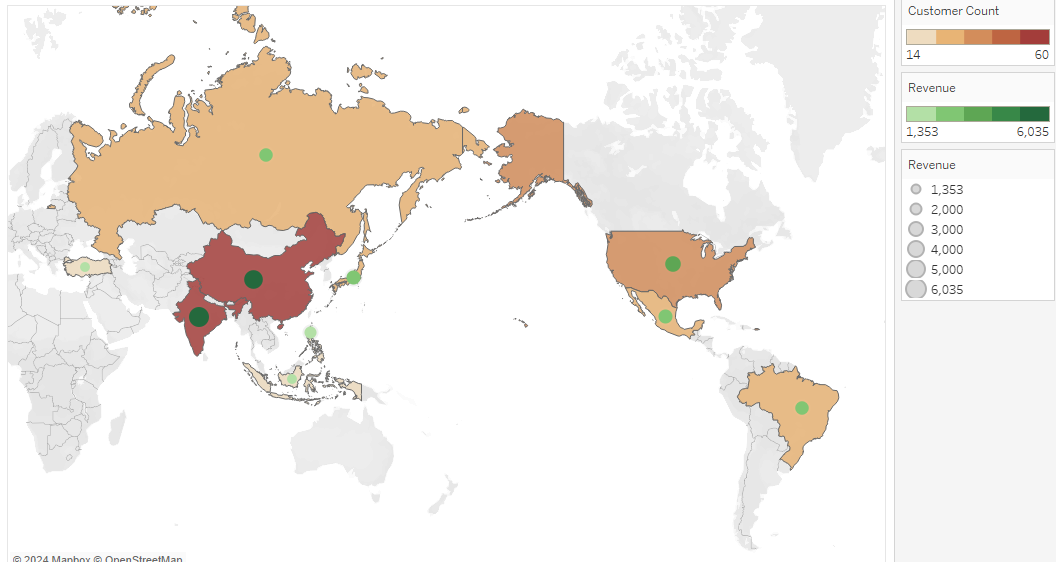 Customer Count
14 60
Revenue
1,353 6,035
Revenue
1,353
2,000
3,000
4,000
5,000
6,035
© 2024 Mapbox © OpenStreetMap